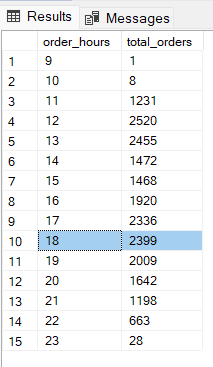 Results Messages
order_hours total_orders
1 9 1
2 10 8
3 11 1231
4 12 2520
5 13 2455
6 14 1472
7 15 1468
8 16 1920
9 17 2336
10 18 2399
11 19 2009
12 20 1642
13 21 1198
14 22 663
15 23 28